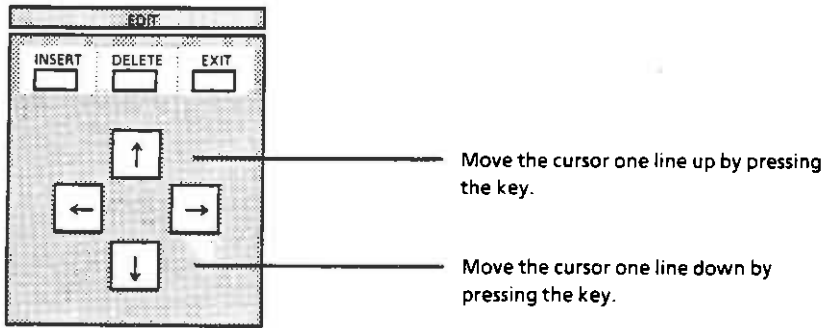 EDIT
INSERT DELETE EXIT
↑
Move the cursor one line up by pressing
the key.
← →
↓
Move the cursor one line down by
pressing the key.